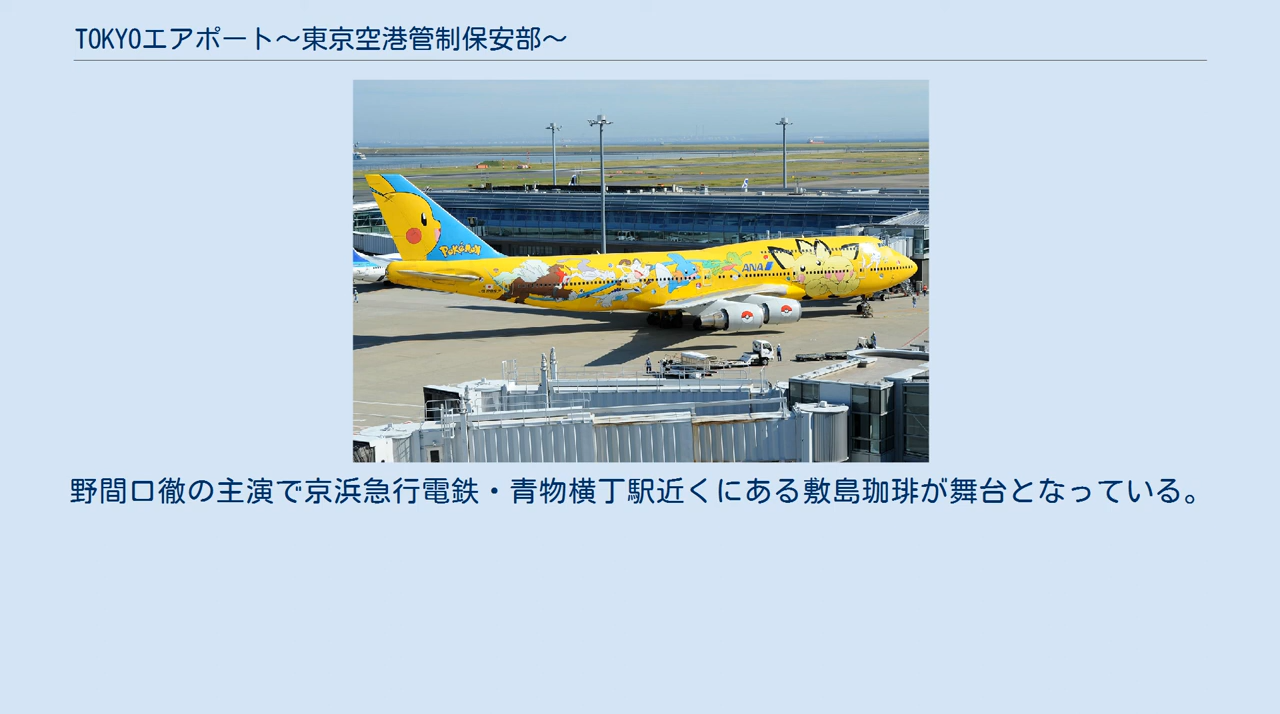 TOKYOエアポート〜東京空港管制保安部〜
Pokémon
ANA
野間口徹の主演で京浜急行電鉄・青物横丁駅近くにある敷島珈琲が舞台となっている。